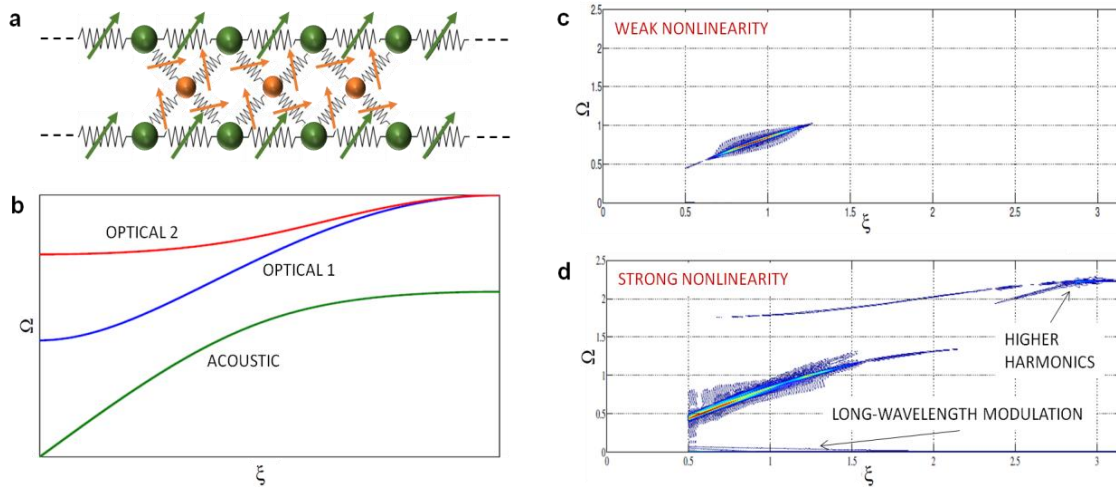 a
b
OPTICAL 2
OPTICAL 1
ACOUSTIC
Ω
ξ
c
WEAK NONLINEARITY
2.5
2
1.5
1
0.5
0
Ω
0 0.5 1 1.5 2 2.5 3
ξ
d
STRONG NONLINEARITY
2.5
2
1.5
1
0.5
0
Ω
HIGHER
HARMONICS
LONG-WAVELENGTH MODULATION
0 0.5 1 1.5 2 2.5 3
ξ